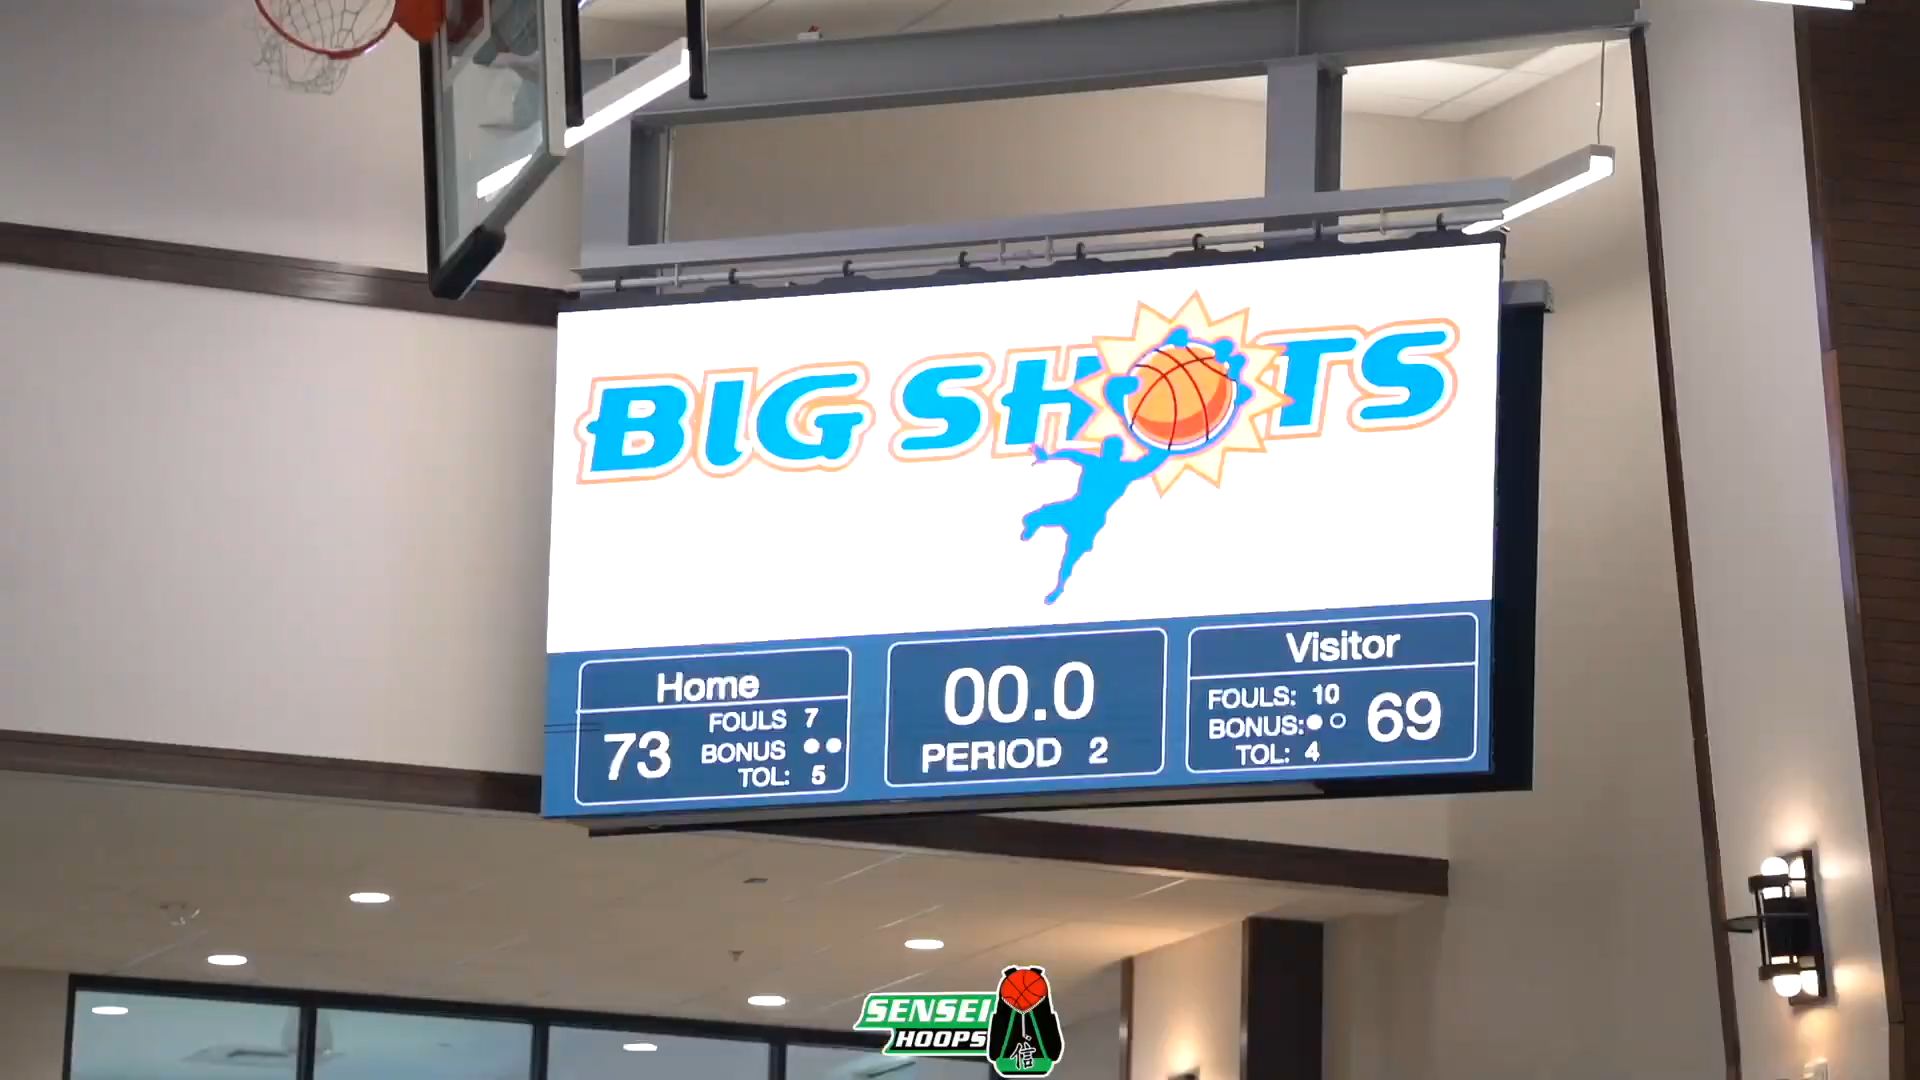 BIG SHOTS
Home
73
FOULS 7
BONUS
TOL: 5
00.0
PERIOD 2
Visitor
FOULS: 10
BONUS:
TOL: 4
69
SENSEI
HOOPS
信